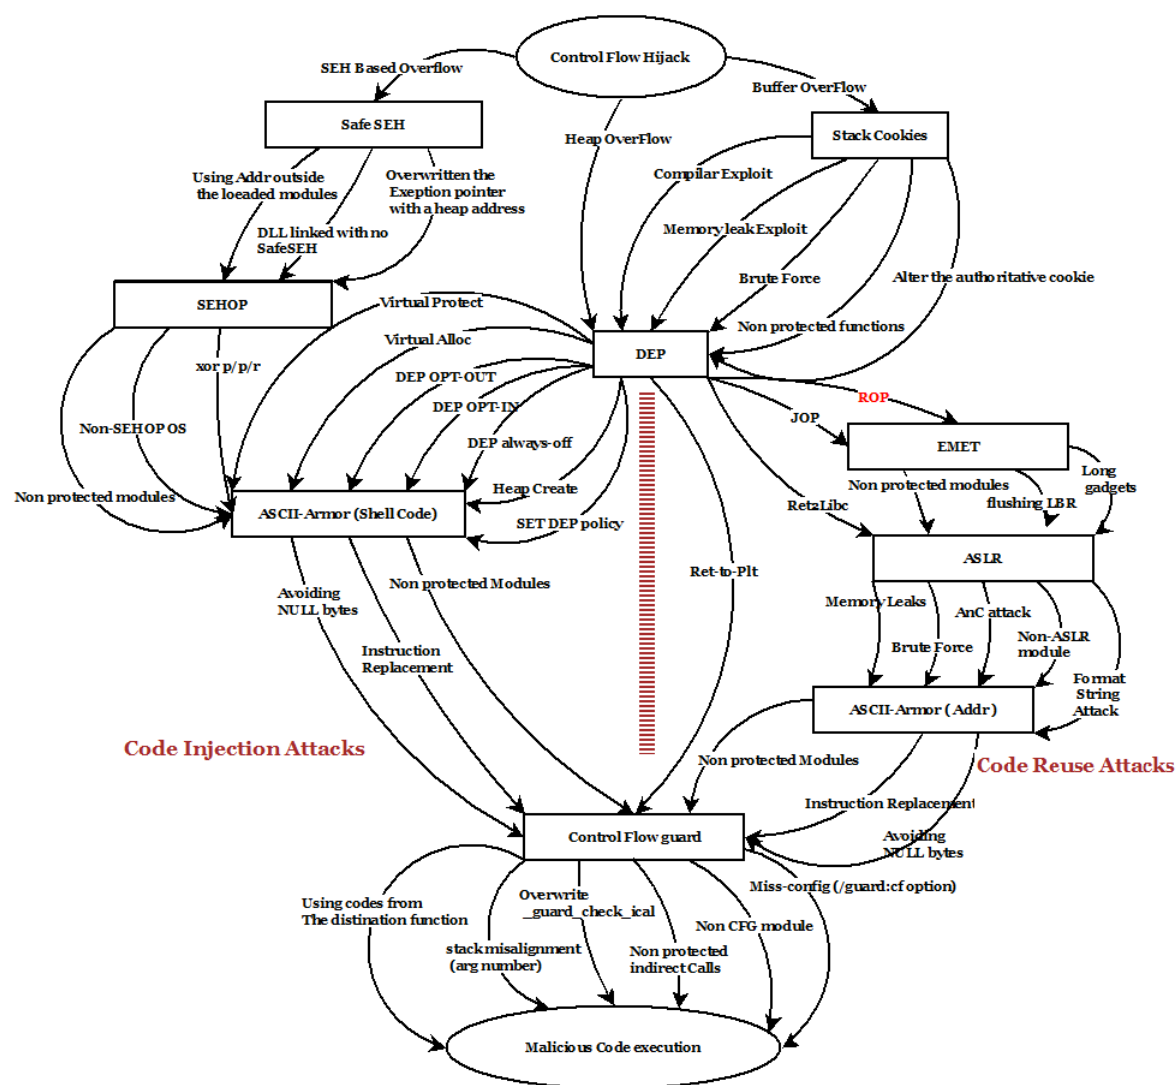 Control Flow Hijack
SEH Based Overflow
Buffer OverFlow
Safe SEH
Heap OverFlow
Stack Cookies
Using Addr outside
the loeaded modules
Overwritten the
Exeption pointer
with a heap address
Compilar Exploit
DLL linked with no
SafeSEH
Memory leak Exploit
Brute Force
Alter the authoritative cookie
SEHOP
Virtual Protect
Non protected functions
Virtual Alloc
DEP
xor p/p/r
DEP OPT-OUT
DEP OPT-IN
ROP
JOP
Non-SEHOP OS
DEP always-off
EMET
Non protected modules
Heap Create
Non protected modules
flushing LBR
Long
gadgets
ASCII-Armor (Shell Code)
SET DEP policy
Ret2Libc
ASLR
Avoiding
NULL bytes
Non protected Modules
Ret-to-Plt
Memory Leaks
AnC attack
Instruction
Replacement
Brute Force
Non-ASLR
module
Format
String
Attack
ASCII-Armor ( Addr )
Code Injection Attacks
Non protected Modules
Code Reuse Attacks
Instruction Replacement
Control Flow guard
Avoiding
NULL bytes
Using codes from
The distination function
Overwrite
_guard_check_ical
Miss-config (/guard:cf option)
Non CFG module
stack misalignment
(arg number)
Non protected
indirect Calls
Malicious Code execution